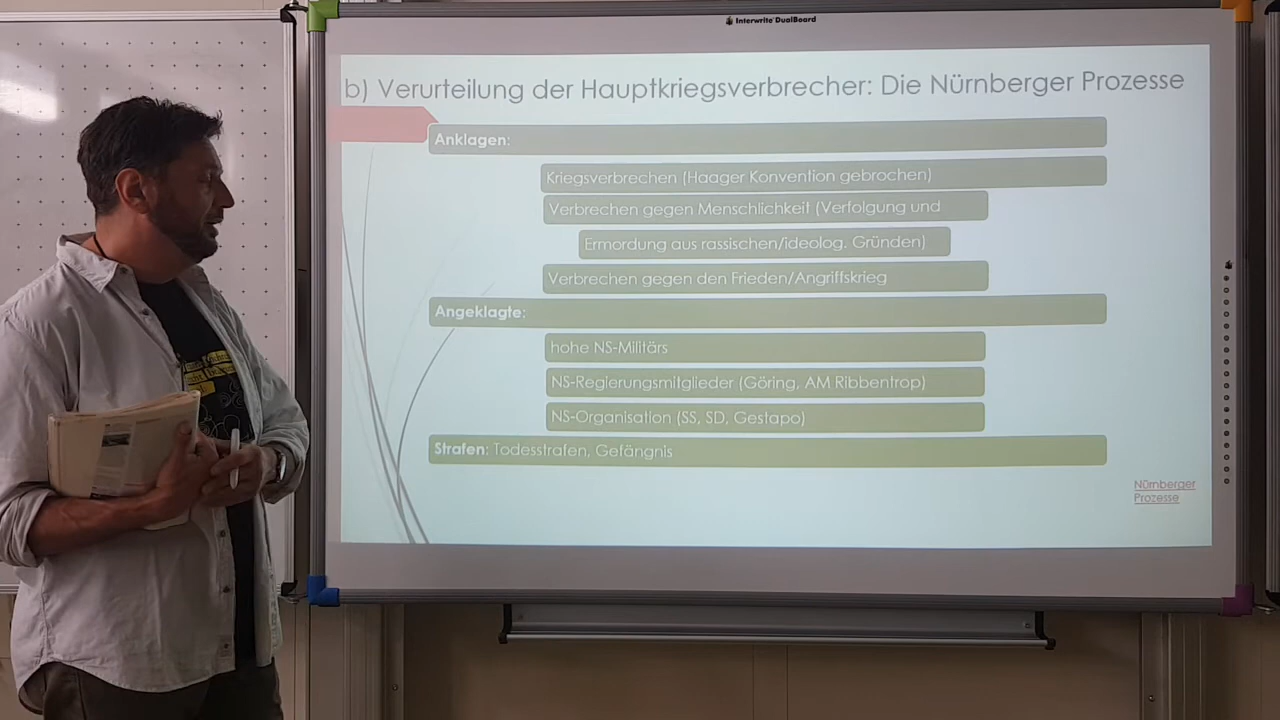 Interwrite DualBoard
b) Verurteilung der Hauptkriegsverbrecher: Die Nürnberger Prozesse
Anklagen:
Kriegsverbrechen (Haager Konvention gebrochen)
Verbrechen gegen Menschlichkeit (Verfolgung und
Ermordung aus rassischen/ideolog. Gründen)
Verbrechen gegen den Frieden/Angriffskrieg
Angeklagte:
hohe NS-Militärs
NS-Regierungsmitglieder (Göring, AM Ribbentrop)
NS-Organisation (SS, SD, Gestapo)
Strafen: Todesstrafen, Gefängnis
Nürnberger
Prozesse